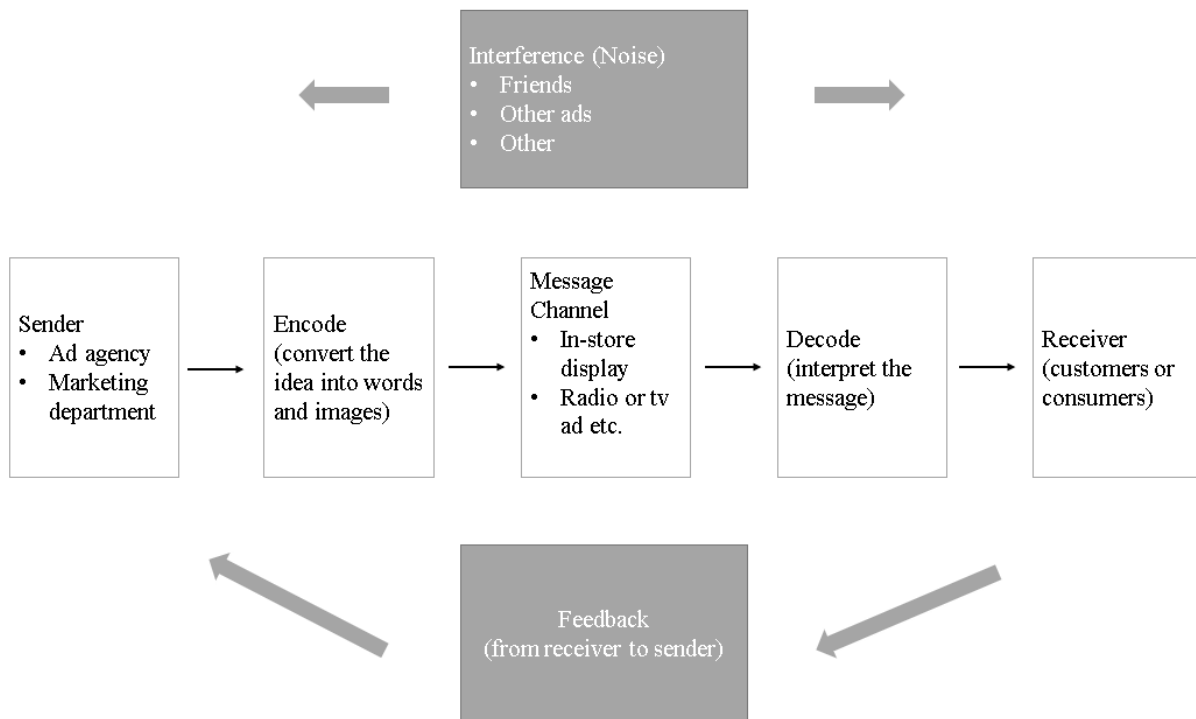 Interference (Noise)
• Friends
• Other ads
• Other
Sender
• Ad agency
• Marketing
department
Encode
(convert the
idea into words
and images)
Message
Channel
• In-store
display
• Radio or tv
ad etc.
Decode
(interpret the
message)
Receiver
(customers or
consumers)
Feedback
(from receiver to sender)